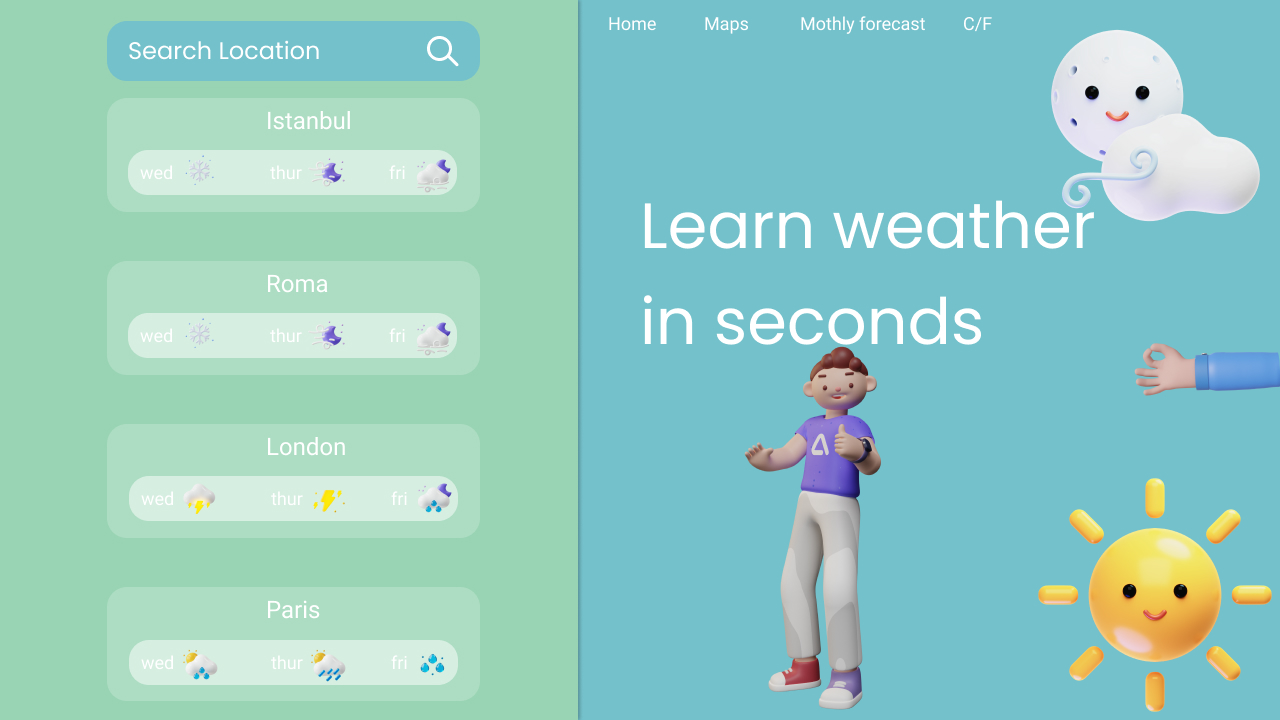 Search Location
Istanbul
wed thur fri
Roma
wed thur fri
London
wed thur fri
Paris
wed thur fri
Home Maps Mothly forecast C/F
Learn weather
in seconds